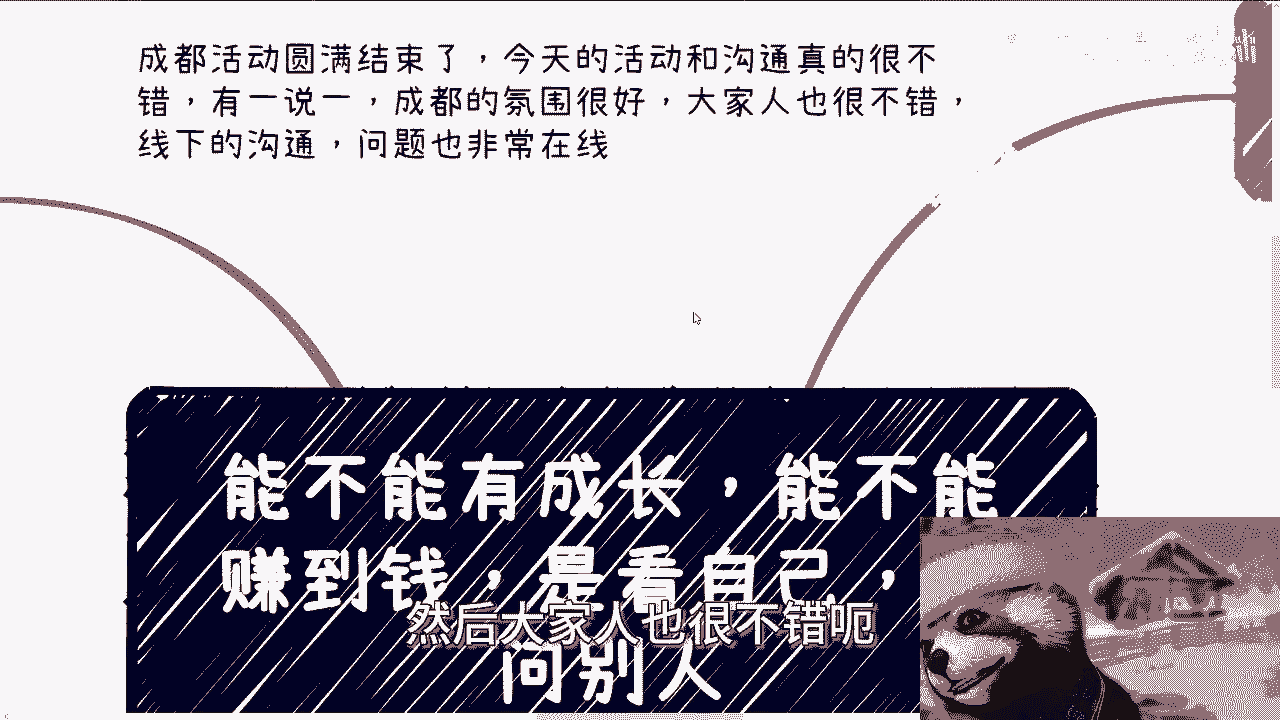 成都活动圆满结束了，今天的活动和沟通真的很不
错，有一说一，成都的氛围很好，大家人也很不错，
线下的沟通，问题也非常在线
能不能有成长，能不能
赚到钱，是看自己，
然后大家人也很不错呃
问别人